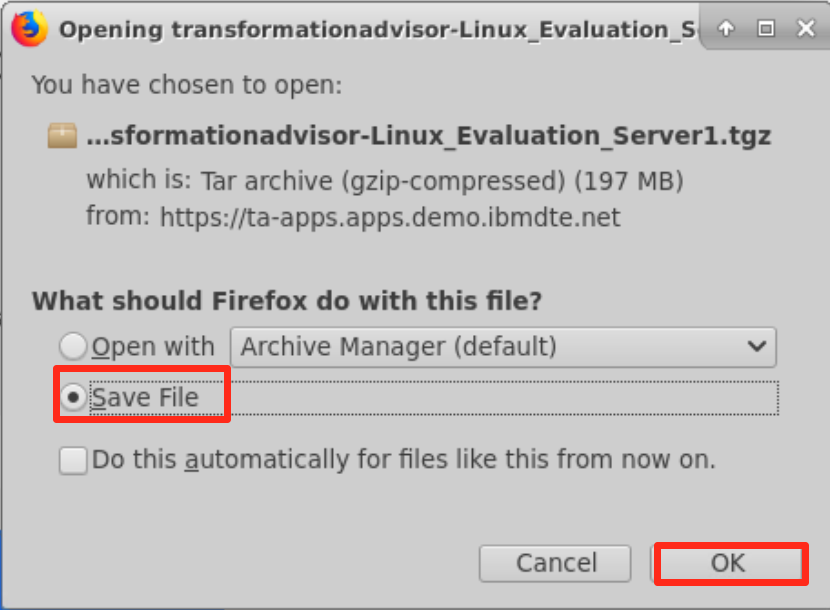 Opening transformationadvisor-Linux_Evaluation_S
You have chosen to open:
...sformationadvisor-Linux_Evaluation_Server1.tgz
which is: Tar archive (gzip-compressed) (197 MB)
from: https://ta-apps.apps.demo.ibmdte.net
What should Firefox do with this file?
Open with Archive Manager (default)
Save File
Do this automatically for files like this from now on.
Cancel OK